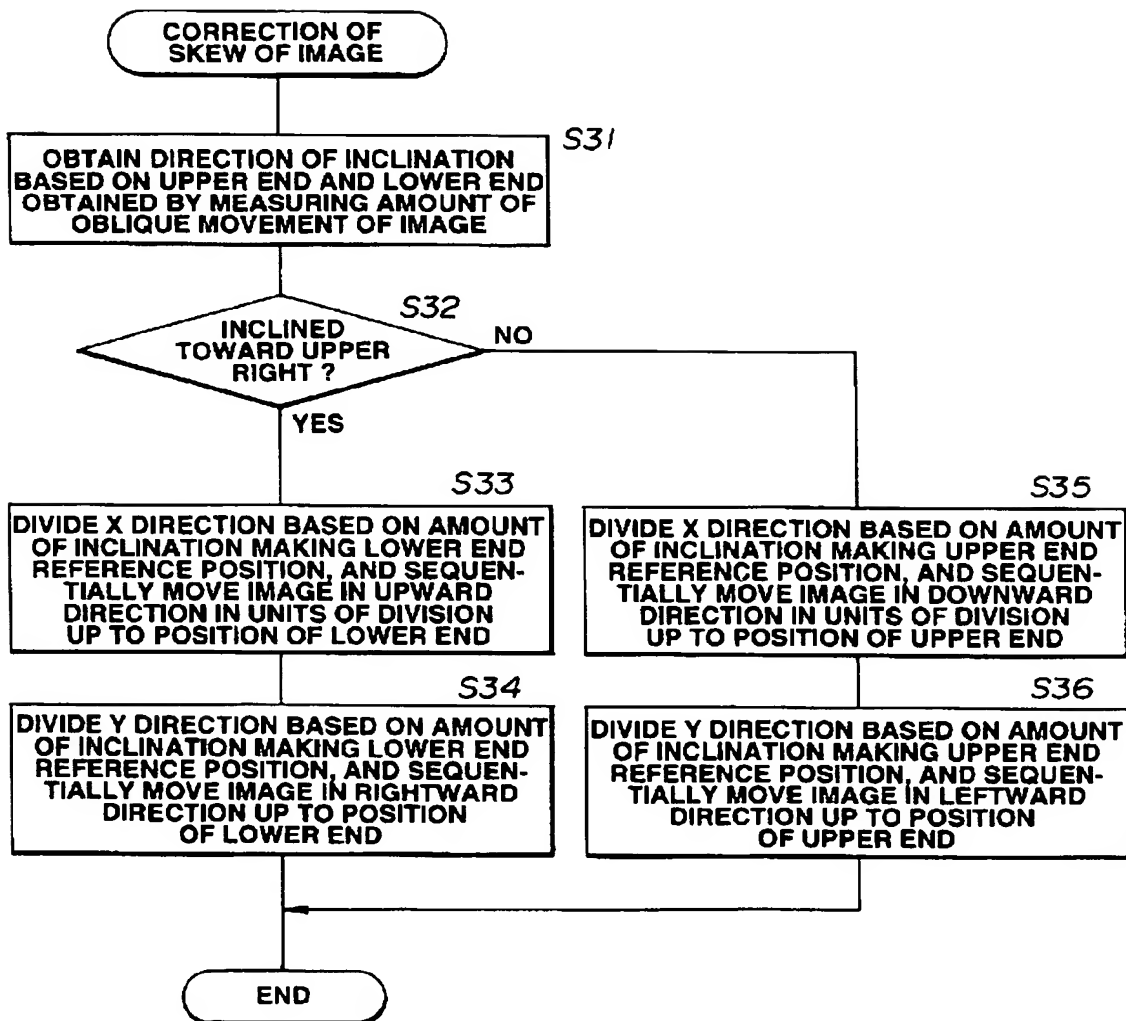 CORRECTION OF
SKEW OF IMAGE
S31
OBTAIN DIRECTION OF INCLINATION
BASED ON UPPER END AND LOWER END
OBTAINED BY MEASURING AMOUNT OF
OBLIQUE MOVEMENT OF IMAGE
S32
INCLINED
TOWARD UPPER
RIGHT ?
NO
YES
S33
DIVIDE X DIRECTION BASED ON AMOUNT
OF INCLINATION MAKING LOWER END
REFERENCE POSITION, AND SEQUEN-
TIALLY MOVE IMAGE IN UPWARD
DIRECTION IN UNITS OF DIVISION
UP TO POSITION OF LOWER END
S34
DIVIDE Y DIRECTION BASED ON AMOUNT
OF INCLINATION MAKING LOWER END
REFERENCE POSITION, AND SEQUEN-
TIALLY MOVE IMAGE IN RIGHTWARD
DIRECTION UP TO POSITION
OF LOWER END
S35
DIVIDE X DIRECTION BASED ON AMOUNT
OF INCLINATION MAKING UPPER END
REFERENCE POSITION, AND SEQUEN-
TIALLY MOVE IMAGE IN DOWNWARD
DIRECTION IN UNITS OF DIVISION
UP TO POSITION OF UPPER END
S36
DIVIDE Y DIRECTION BASED ON AMOUNT
OF INCLINATION MAKING UPPER END
REFERENCE POSITION, AND SEQUEN-
TIALLY MOVE IMAGE IN LEFTWARD
DIRECTION UP TO POSITION
OF UPPER END
END